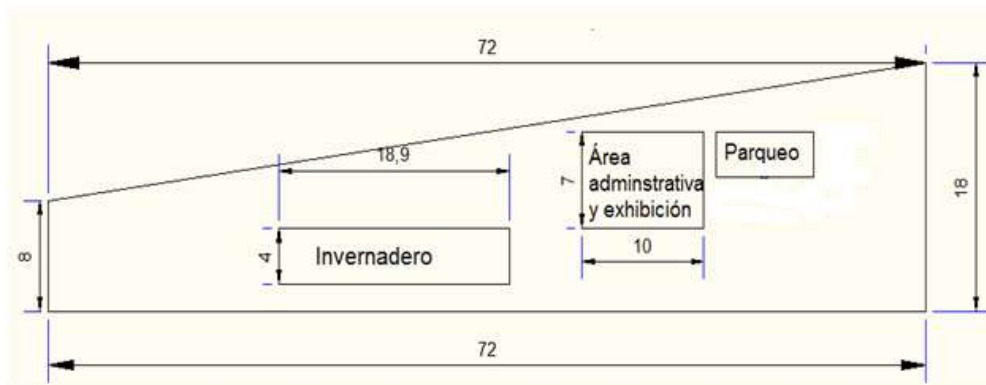 72
18,9
Área
adminstrativa
y exhibición
Parqueo
7
18
8
4
Invernadero
10
72